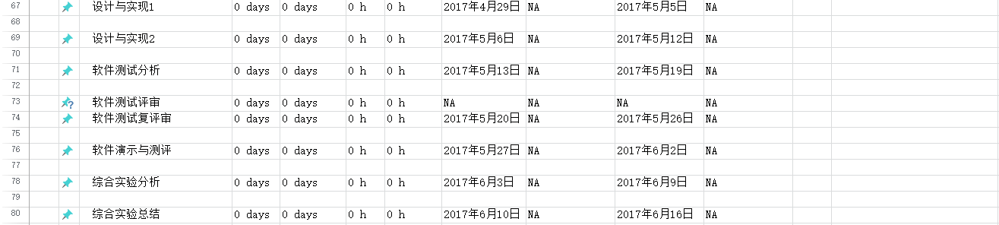 67 设计与实现1 0 days 0 days 0 h 0 h 2017年4月29日 NA 2017年5月5日 NA
68
69 设计与实现2 0 days 0 days 0 h 0 h 2017年5月6日 NA 2017年5月12日 NA
70
71 软件测试分析 0 days 0 days 0 h 0 h 2017年5月13日 NA 2017年5月19日 NA
72
73 ? 软件测试评审 0 days 0 days 0 h 0 h NA NA NA NA
74 软件测试复评审 0 days 0 days 0 h 0 h 2017年5月20日 NA 2017年5月26日 NA
75
76 软件演示与测评 0 days 0 days 0 h 0 h 2017年5月27日 NA 2017年6月2日 NA
77
78 综合实验分析 0 days 0 days 0 h 0 h 2017年6月3日 NA 2017年6月9日 NA
79
80 综合实验总结 0 days 0 days 0 h 0 h 2017年6月10日 NA 2017年6月16日 NA